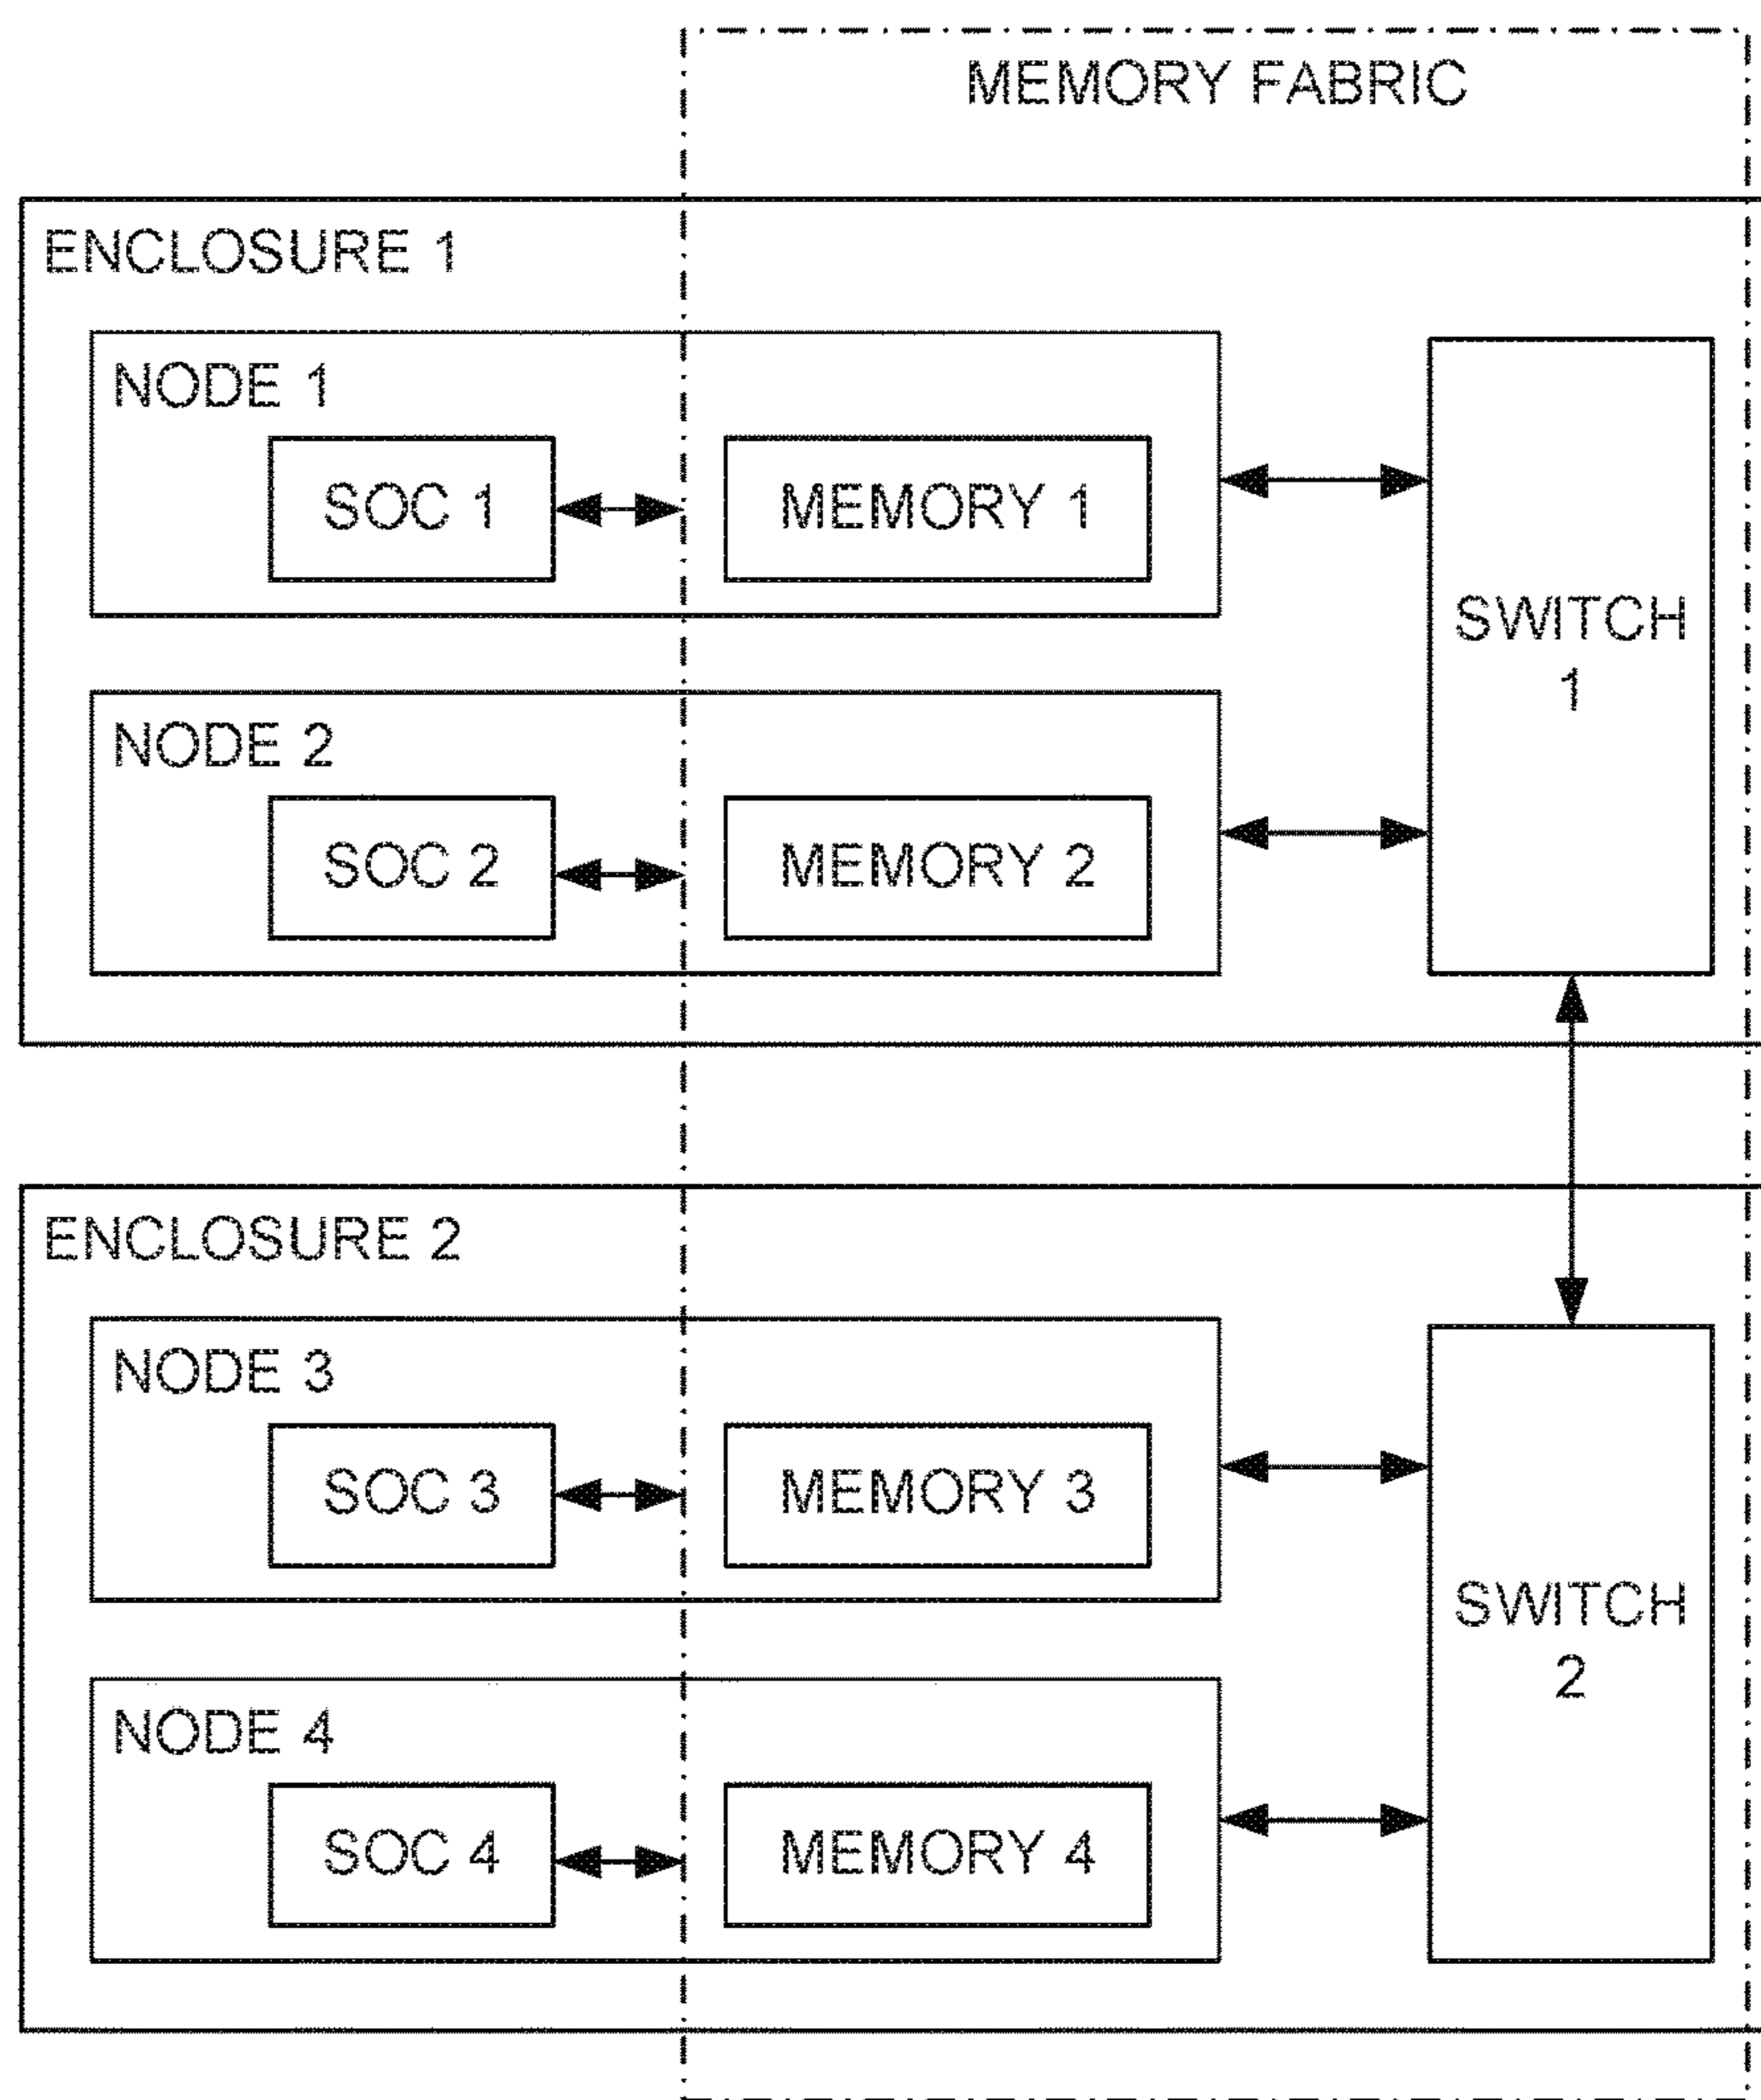 MEMORY FABRIC
ENCLOSURE 1
NODE 1
SOC 1
MEMORY 1
SWITCH
1
NODE 2
SOC 2
MEMORY 2
ENCLOSURE 2
NODE 3
SOC 3
MEMORY 3
SWITCH
2
NODE 4
SOC 4
MEMORY 4